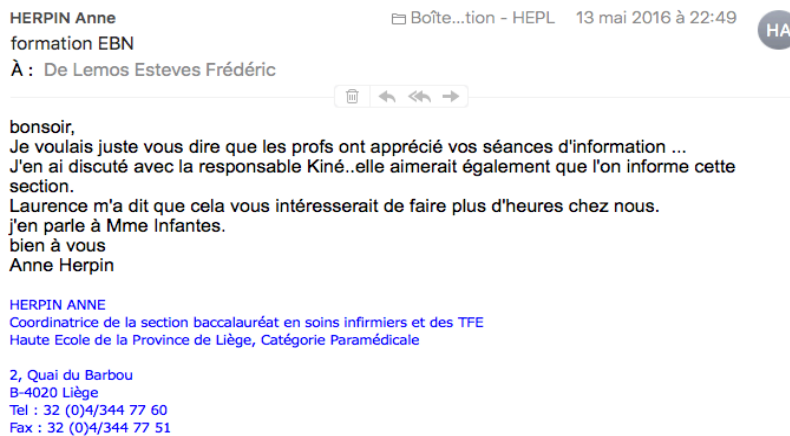 HERPIN Anne
Boîte...tion - HEPL 13 mai 2016 à 22:49
HA
formation EBN
À : De Lemos Esteves Frédéric
bonsoir,
Je voulais juste vous dire que les profs ont apprécié vos séances d'information ...
J'en ai discuté avec la responsable Kiné..elle aimerait également que l'on informe cette
section.
Laurence m'a dit que cela vous intéresserait de faire plus d'heures chez nous.
j'en parle à Mme Infantes.
bien à vous
Anne Herpin
HERPIN ANNE
Coordinatrice de la section baccalauréat en soins infirmiers et des TFE
Haute Ecole de la Province de Liège, Catégorie Paramédicale
2, Quai du Barbou
B-4020 Liège
Tel : 32 (0)4/344 77 60
Fax : 32 (0)4/344 77 51